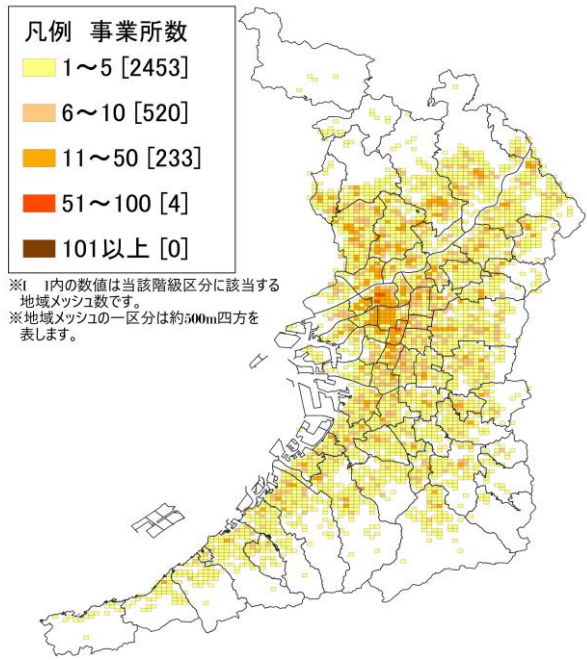 凡例 事業所数
1～5 [2453]
6～10 [520]
11～50 [233]
51～100 [4]
101以上 [0]
※[ ]内の数値は当該階級区分に該当する
地域メッシュ数です。
※地域メッシュの一区分は約500m四方を
表します。